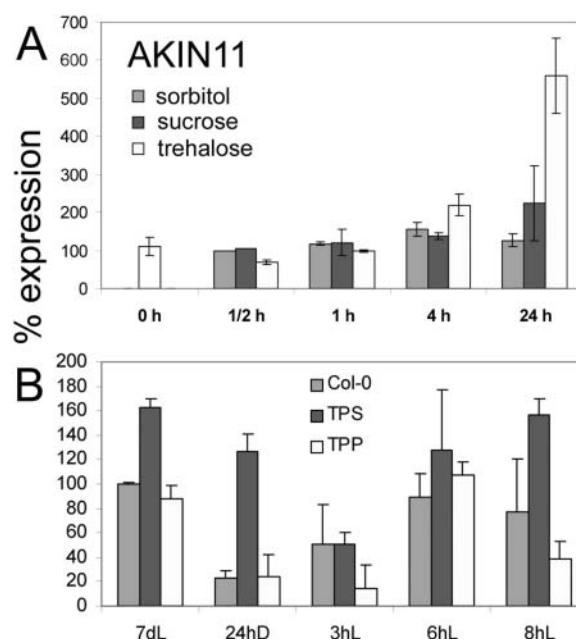 A
AKIN11
sorbitol
sucrose
trehalose
% expression
700
600
500
400
300
200
100
0
0 h 1/2 h 1 h 4 h 24 h
B
Col-0
TPS
TPP
200
180
160
140
120
100
80
60
40
20
0
7dL 24hD 3hL 6hL 8hL